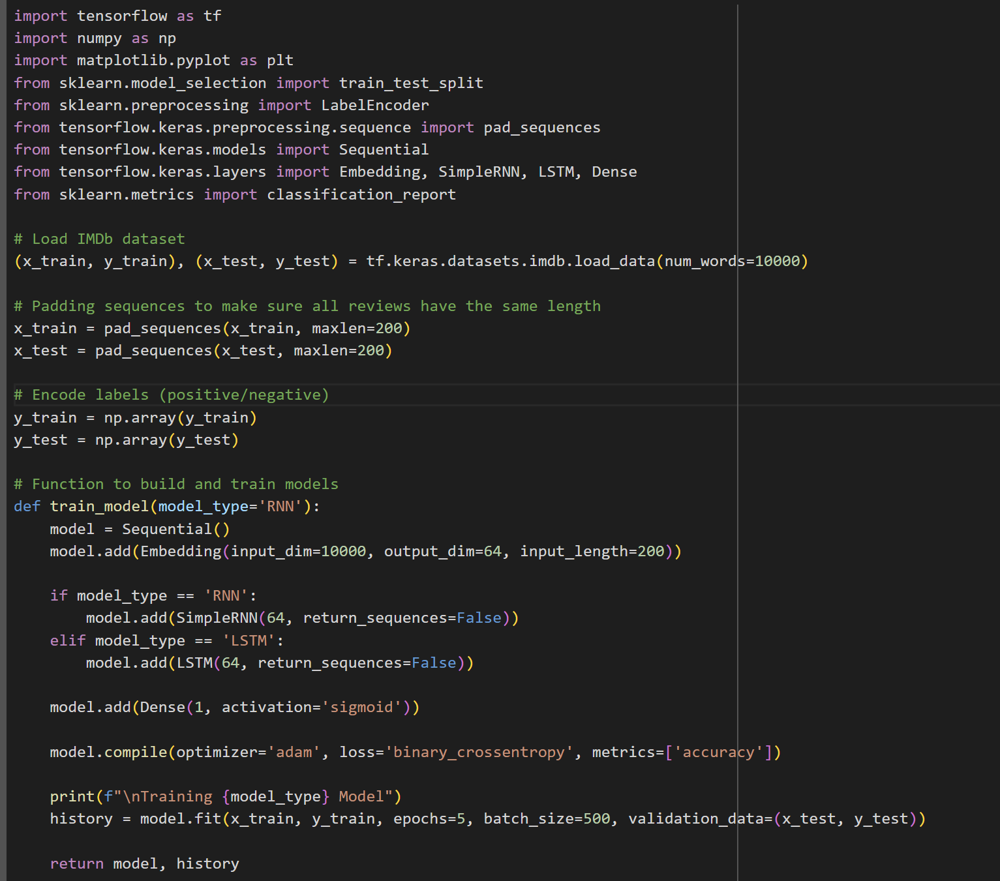 import tensorflow as tf
import numpy as np
import matplotlib.pyplot as plt
from sklearn.model_selection import train_test_split
from sklearn.preprocessing import LabelEncoder
from tensorflow.keras.preprocessing.sequence import pad_sequences
from tensorflow.keras.models import Sequential
from tensorflow.keras.layers import Embedding, SimpleRNN, LSTM, Dense
from sklearn.metrics import classification_report

# Load IMDb dataset
(x_train, y_train), (x_test, y_test) = tf.keras.datasets.imdb.load_data(num_words=10000)

# Padding sequences to make sure all reviews have the same length
x_train = pad_sequences(x_train, maxlen=200)
x_test = pad_sequences(x_test, maxlen=200)

# Encode labels (positive/negative)
y_train = np.array(y_train)
y_test = np.array(y_test)

# Function to build and train models
def train_model(model_type='RNN'):
    model = Sequential()
    model.add(Embedding(input_dim=10000, output_dim=64, input_length=200))

    if model_type == 'RNN':
        model.add(SimpleRNN(64, return_sequences=False))
    elif model_type == 'LSTM':
        model.add(LSTM(64, return_sequences=False))

    model.add(Dense(1, activation='sigmoid'))

    model.compile(optimizer='adam', loss='binary_crossentropy', metrics=['accuracy'])

    print(f"\nTraining {model_type} Model")
    history = model.fit(x_train, y_train, epochs=5, batch_size=500, validation_data=(x_test, y_test))

    return model, history